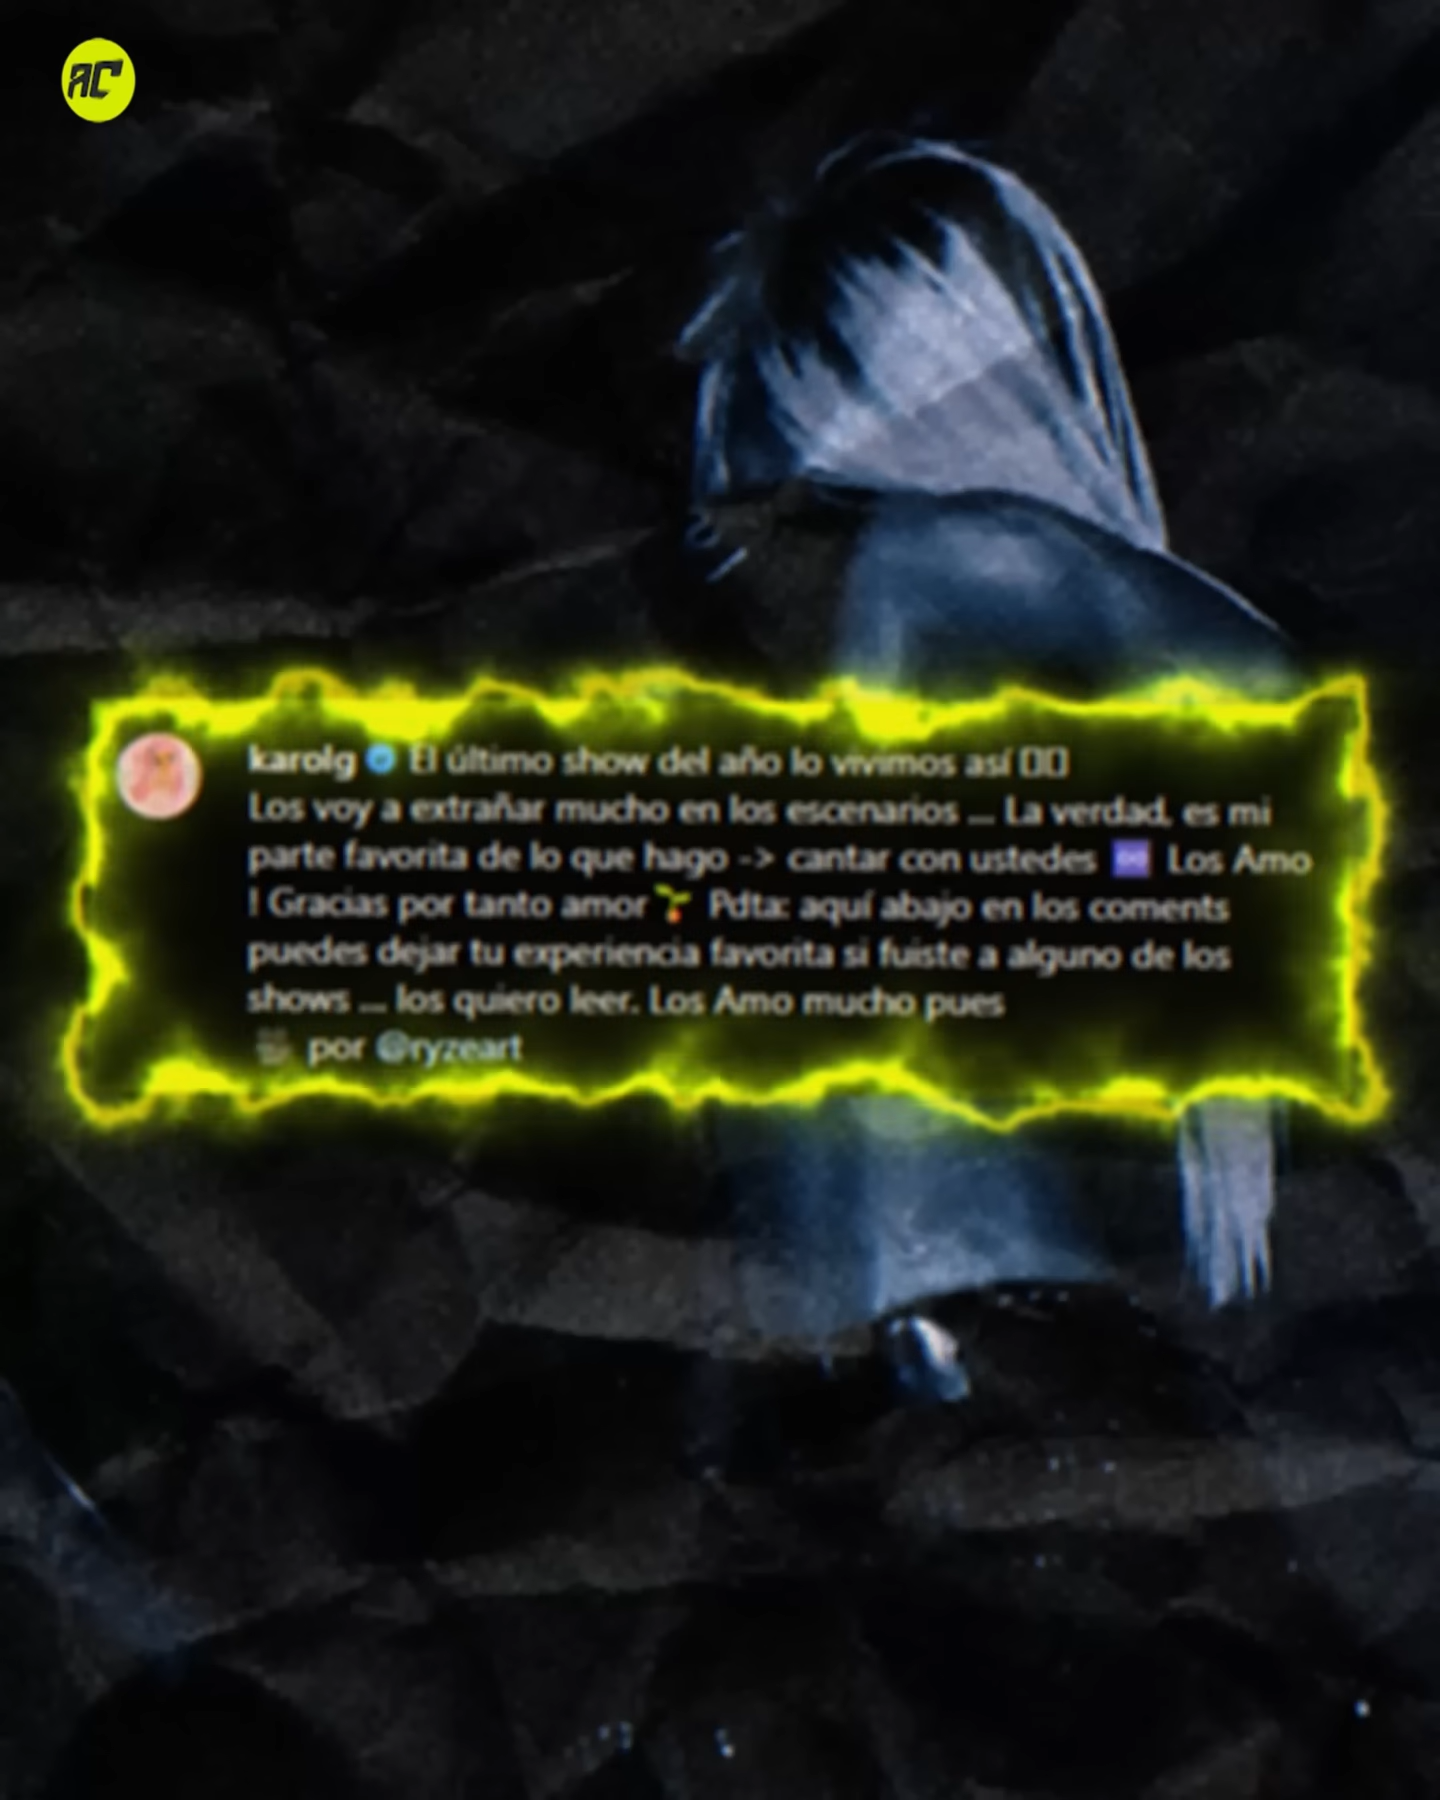 AC
karolg El último show del año lo vivimos así
Los voy a extrañar mucho en los escenarios ... La verdad, es mi
parte favorita de lo que hago -> cantar con ustedes ♾️ Los Amo
! Gracias por tanto amor🌱 Pdta: aquí abajo en los coments
puedes dejar tu experiencia favorita si fuiste a alguno de los
shows ... los quiero leer. Los Amo mucho pues
por @ryzeart